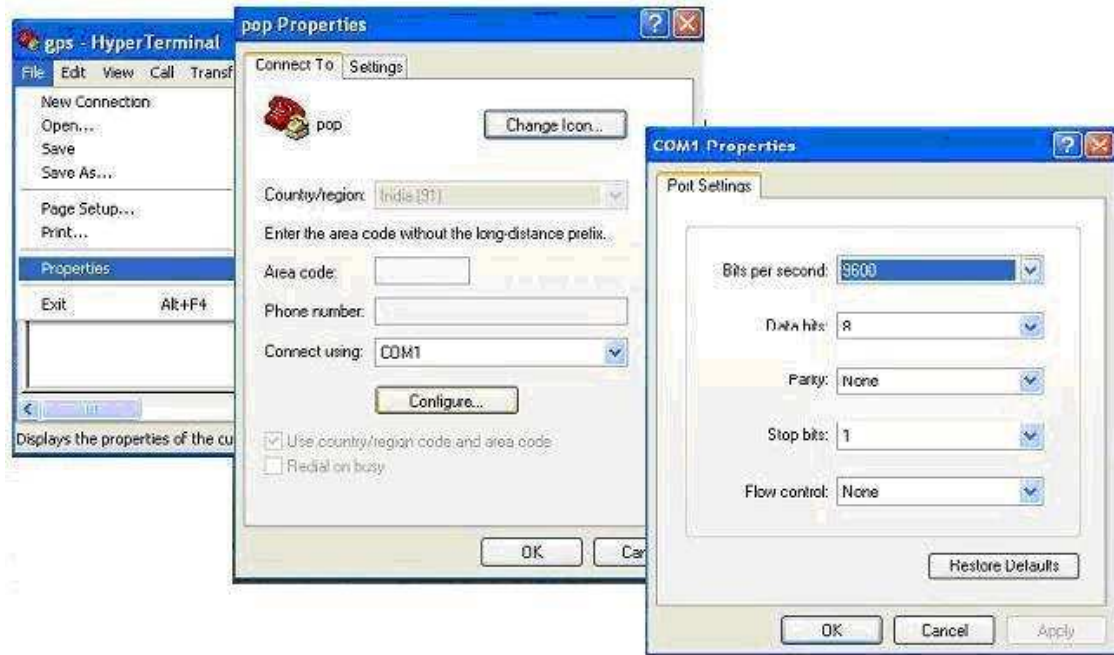 gps - HyperTerminal
File Edit View Call Transf
New Connection
Open...
Save
Save As...
Page Setup...
Print...
Properties
Exit Alt+F4
Displays the properties of the cu
pop Properties
Connect To Settings
pop
Change Icon...
Country/region: India (91)
Enter the area code without the long-distance prefix.
Area code:
Phone number:
Connect using: COM1
Configure...
Use country/region code and area code
Redial on busy
OK Can
COM1 Properties
Port Settings
Bits per second: 9600
Data bits: 8
Parity: None
Stop bits: 1
Flow control: None
Restore Defaults
OK Cancel Apply